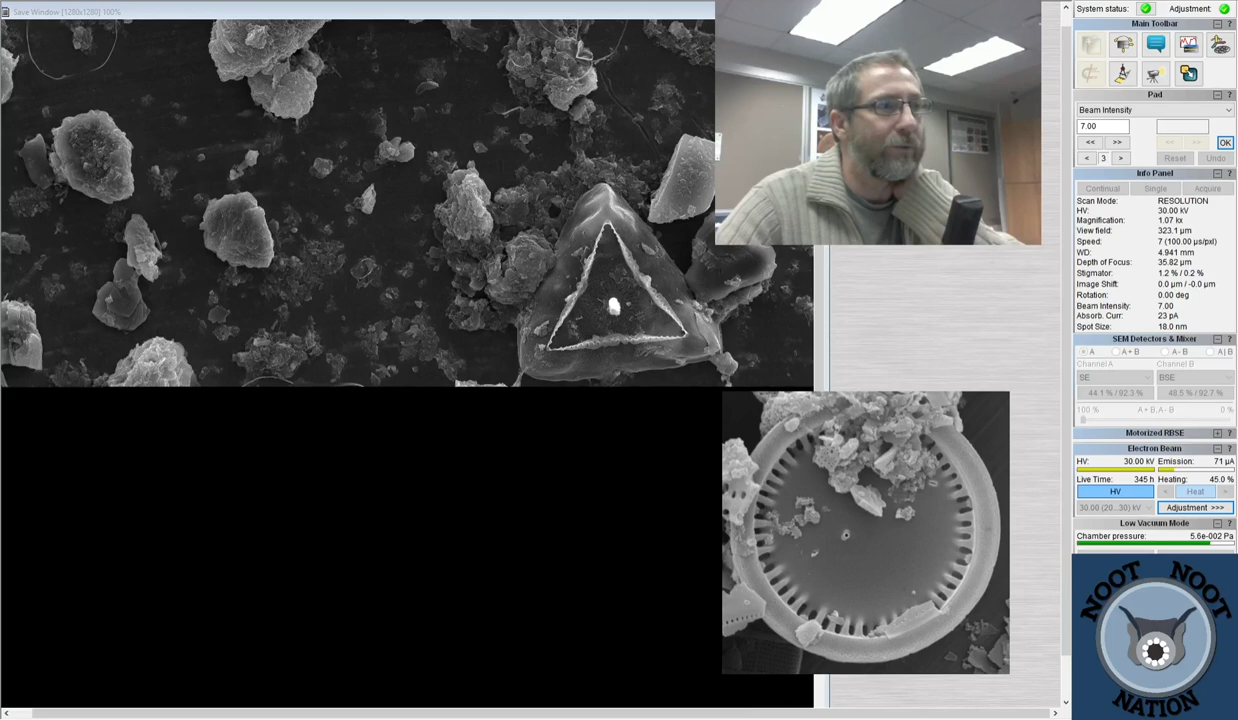 Save Window [1280x1280] 100%
System status: Adjustment:
Main Toolbar ?
Pad ?
Beam Intensity
7.00
<< >> << >> OK
< 3 > Reset Undo
Info Panel ?
Continual Single Acquire
Scan Mode: RESOLUTION
HV: 30.00 kV
Magnification: 1.07 kx
View field: 323.1 µm
Speed: 7 (100.00 µs/pxl)
WD: 4.941 mm
Depth of Focus: 35.82 µm
Stigmator: 1.2 % / 0.2 %
Image Shift: 0.0 µm / -0.0 µm
Rotation: 0.00 deg
Beam Intensity: 7.00
Absorb. Curr: 23 pA
Spot Size: 18.0 nm
SEM Detectors & Mixer ?
A A + B A - B A | B
Channel A Channel B
SE BSE
44.1 % / 92.3 % 48.5 % / 92.7 %
100 % A + B, A - B 0 %
Motorized RBSE ?
Electron Beam ?
HV: 30.00 kV Emission: 71 µA
Live Time: 345 h Heating: 45.0 %
HV < Heat >
30.00 (20...30) kV Adjustment >>>
Low Vacuum Mode ?
Chamber pressure: 5.6e-002 Pa
NOOT NOOT
NATION